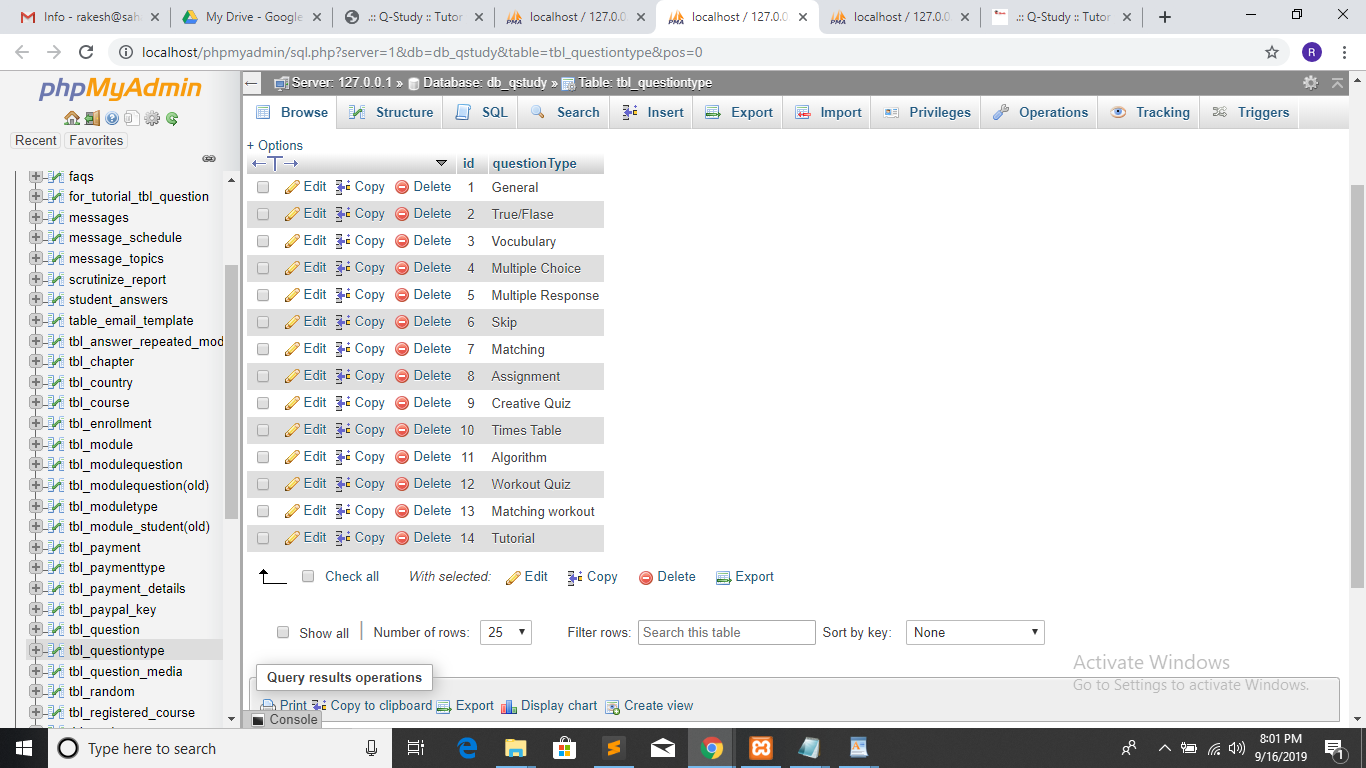 Info - rakesh@sah
My Drive - Google
.:: Q-Study :: Tutor
localhost / 127.0.0.
localhost / 127.0.0
localhost / 127.0.0.
.:: Q-Study :: Tutor
localhost/phpmyadmin/sql.php?server=1&db=db_qstudy&table=tbl_questiontype&pos=0
R
phpMyAdmin
Recent Favorites
faqs
for_tutorial_tbl_question
messages
message_schedule
message_topics
scrutinize_report
student_answers
table_email_template
tbl_answer_repeated_mod
tbl_chapter
tbl_country
tbl_course
tbl_enrollment
tbl_module
tbl_modulequestion
tbl_modulequestion(old)
tbl_moduletype
tbl_module_student(old)
tbl_payment
tbl_paymenttype
tbl_payment_details
tbl_paypal_key
tbl_question
tbl_questiontype
tbl_question_media
tbl_random
tbl_registered_course
Server: 127.0.0.1 » Database: db_qstudy » Table: tbl_questiontype
Browse Structure SQL Search Insert Export Import Privileges Operations Tracking Triggers
+ Options
←T→ id questionType
Edit Copy Delete 1 General
Edit Copy Delete 2 True/Flase
Edit Copy Delete 3 Vocubulary
Edit Copy Delete 4 Multiple Choice
Edit Copy Delete 5 Multiple Response
Edit Copy Delete 6 Skip
Edit Copy Delete 7 Matching
Edit Copy Delete 8 Assignment
Edit Copy Delete 9 Creative Quiz
Edit Copy Delete 10 Times Table
Edit Copy Delete 11 Algorithm
Edit Copy Delete 12 Workout Quiz
Edit Copy Delete 13 Matching workout
Edit Copy Delete 14 Tutorial
Check all With selected: Edit Copy Delete Export
Show all Number of rows: 25 Filter rows: Search this table Sort by key: None
Query results operations
Print Copy to clipboard Export Display chart Create view
Console
Activate Windows
Go to Settings to activate Windows.
Type here to search
8:01 PM
9/16/2019
1